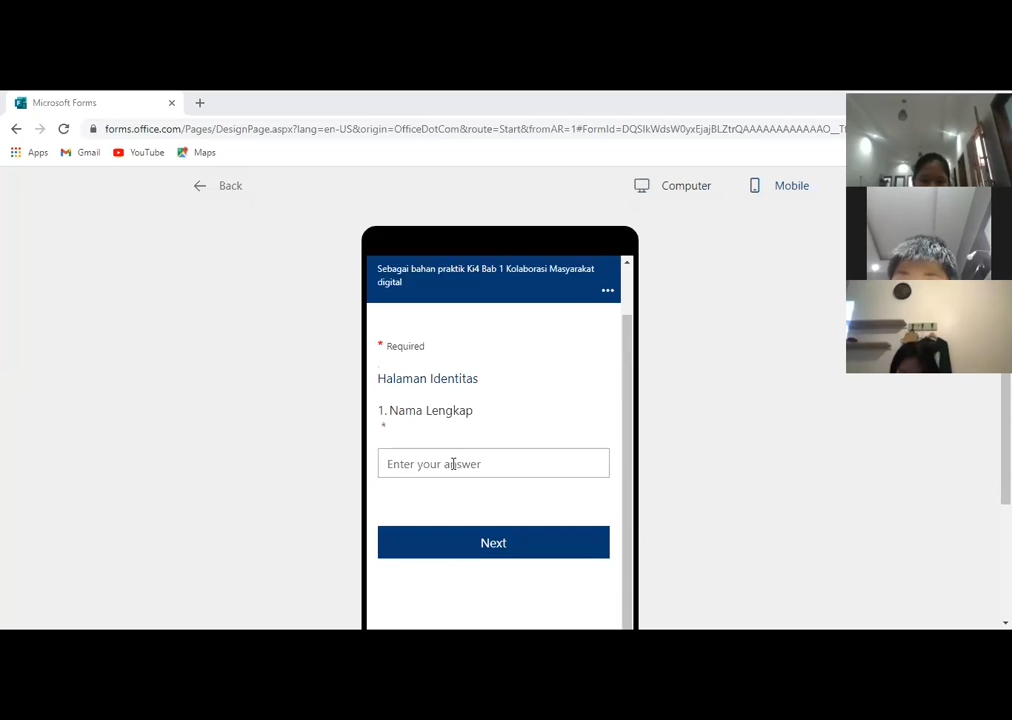 Microsoft Forms
forms.office.com/Pages/DesignPage.aspx?lang=en-US&origin=OfficeDotCom&route=Start&fromAR=1#FormId=
Apps Gmail YouTube Maps
Back Computer Mobile
Sebagai bahan praktik Ki4 Bab 1 Kolaborasi Masyarakat
digital
* Required
Halaman Identitas
1. Nama Lengkap
*
Enter your answer
Next